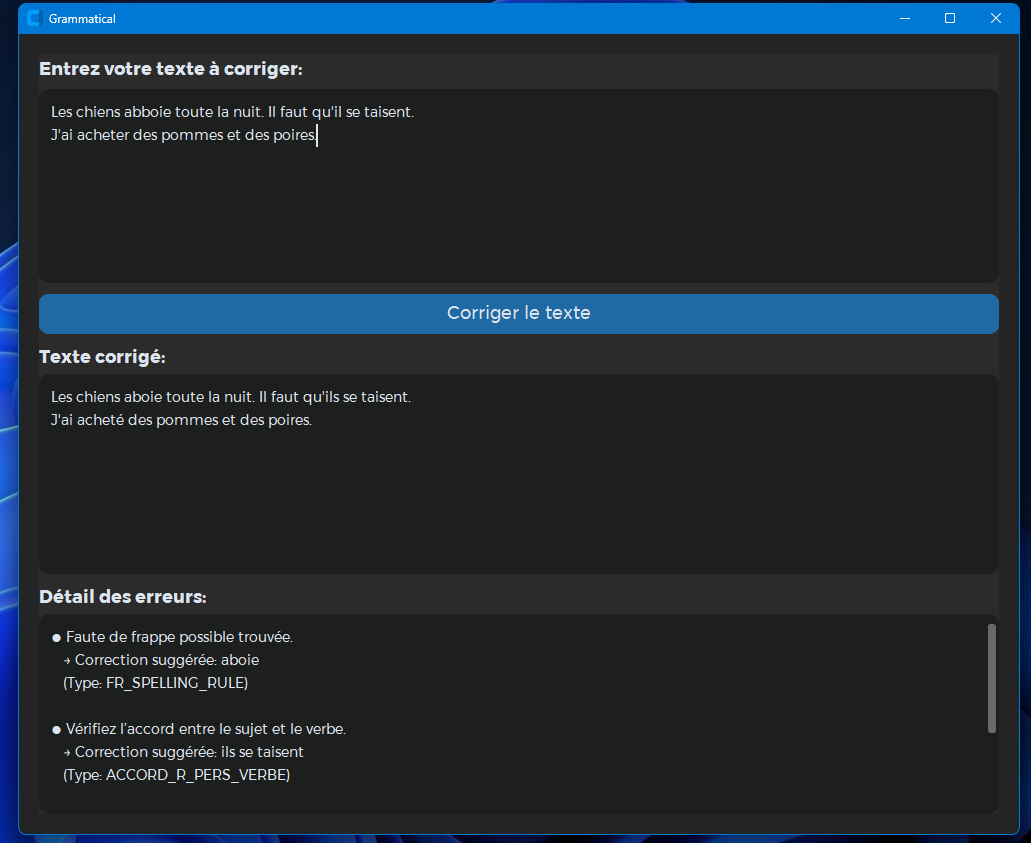 Grammatical
Entrez votre texte à corriger:
Les chiens abboie toute la nuit. Il faut qu'il se taisent.
J'ai acheter des pommes et des poires.
Corriger le texte
Texte corrigé:
Les chiens aboie toute la nuit. Il faut qu'ils se taisent.
J'ai acheté des pommes et des poires.
Détail des erreurs:
● Faute de frappe possible trouvée.
→ Correction suggérée: aboie
(Type: FR_SPELLING_RULE)
● Vérifiez l’accord entre le sujet et le verbe.
→ Correction suggérée: ils se taisent
(Type: ACCORD_R_PERS_VERBE)